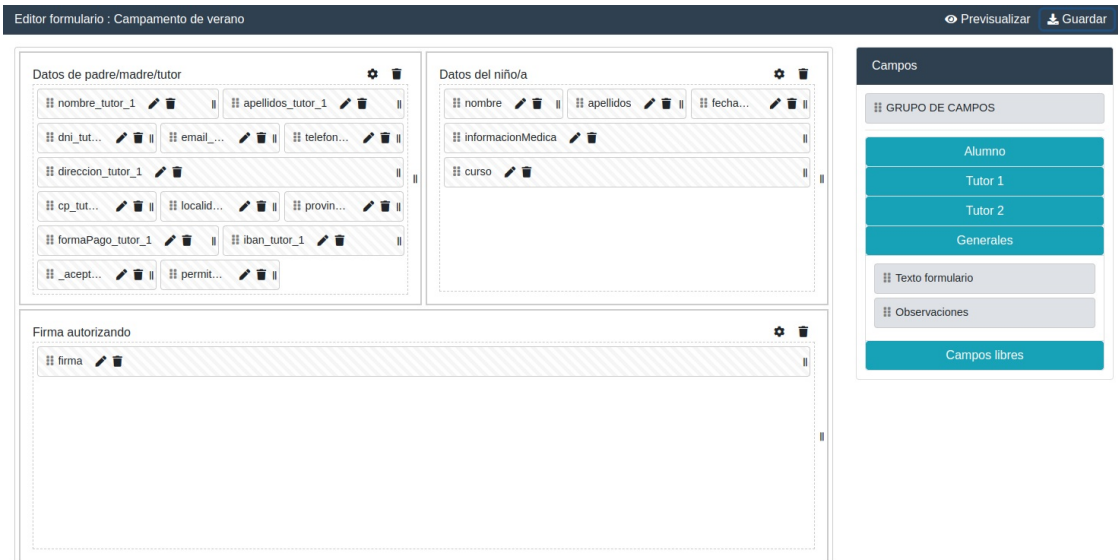 Editor formulario : Campamento de verano
Previsualizar Guardar
Datos de padre/madre/tutor
nombre_tutor_1 apellidos_tutor_1
dni_tut... email_... telefon...
direccion_tutor_1
cp_tut... localid... provin...
formaPago_tutor_1 iban_tutor_1
_acept... permit...
Datos del niño/a
nombre apellidos fecha...
informacionMedica
curso
Firma autorizando
firma
Campos
GRUPO DE CAMPOS
Alumno
Tutor 1
Tutor 2
Generales
Texto formulario
Observaciones
Campos libres